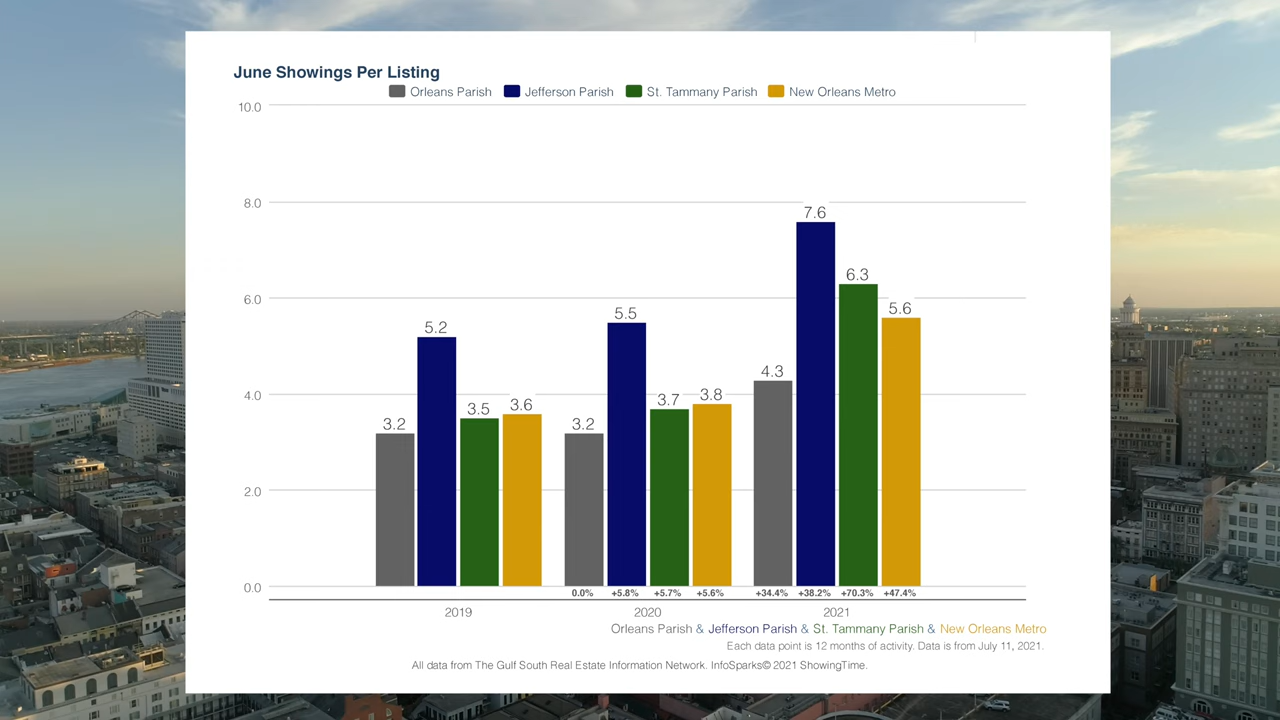 June Showings Per Listing
Orleans Parish Jefferson Parish St. Tammany Parish New Orleans Metro
10.0
8.0
7.6
6.3
6.0
5.6
5.5
5.2
4.3
4.0
3.8
3.7
3.6
3.5
3.2 3.2
2.0
0.0
0.0% +5.8% +5.7% +5.6% +34.4% +38.2% +70.3% +47.4%
2019 2020 2021
Orleans Parish & Jefferson Parish & St. Tammany Parish & New Orleans Metro
Each data point is 12 months of activity. Data is from July 11, 2021.
All data from The Gulf South Real Estate Information Network. InfoSparks© 2021 ShowingTime.